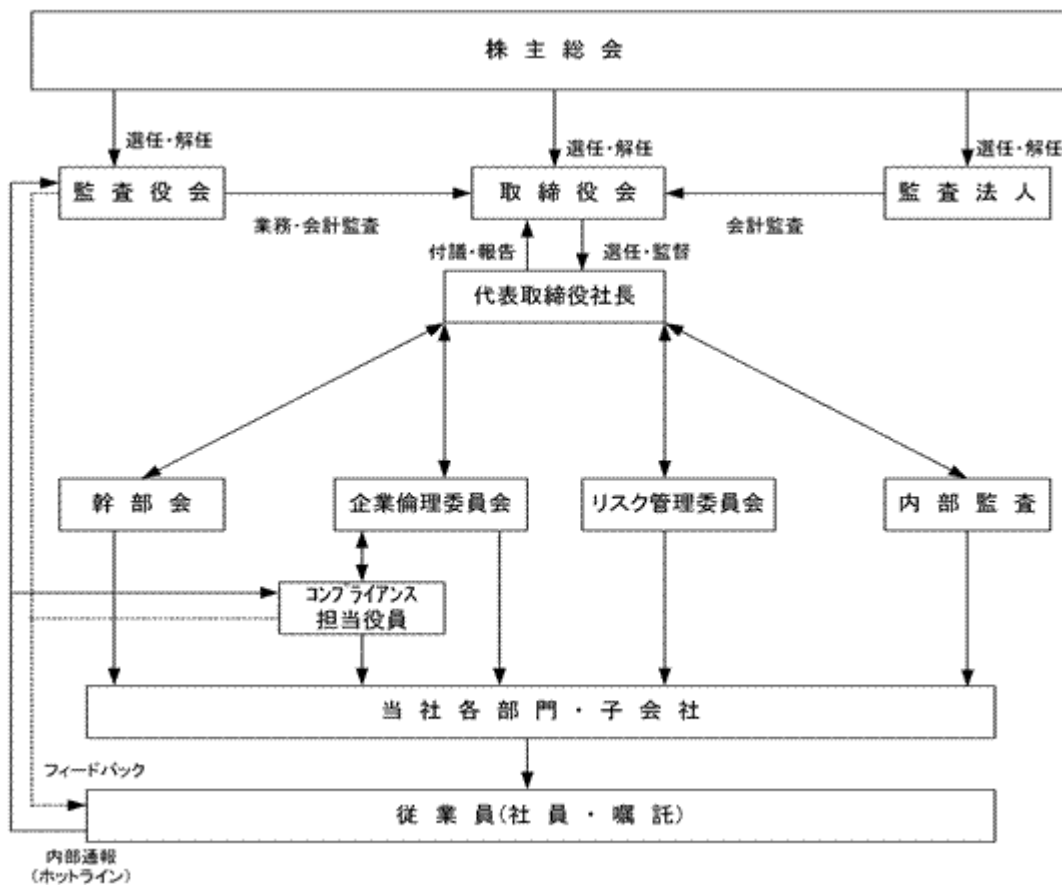 株主総会
選任・解任
選任・解任
選任・解任
監査役会
取締役会
監査法人
業務・会計監査
会計監査
付議・報告
選任・監督
代表取締役社長
幹部会
企業倫理委員会
リスク管理委員会
内部監査
コンプライアンス
担当役員
当社各部門・子会社
フィードバック
従業員(社員・嘱託)
内部通報
(ホットライン)